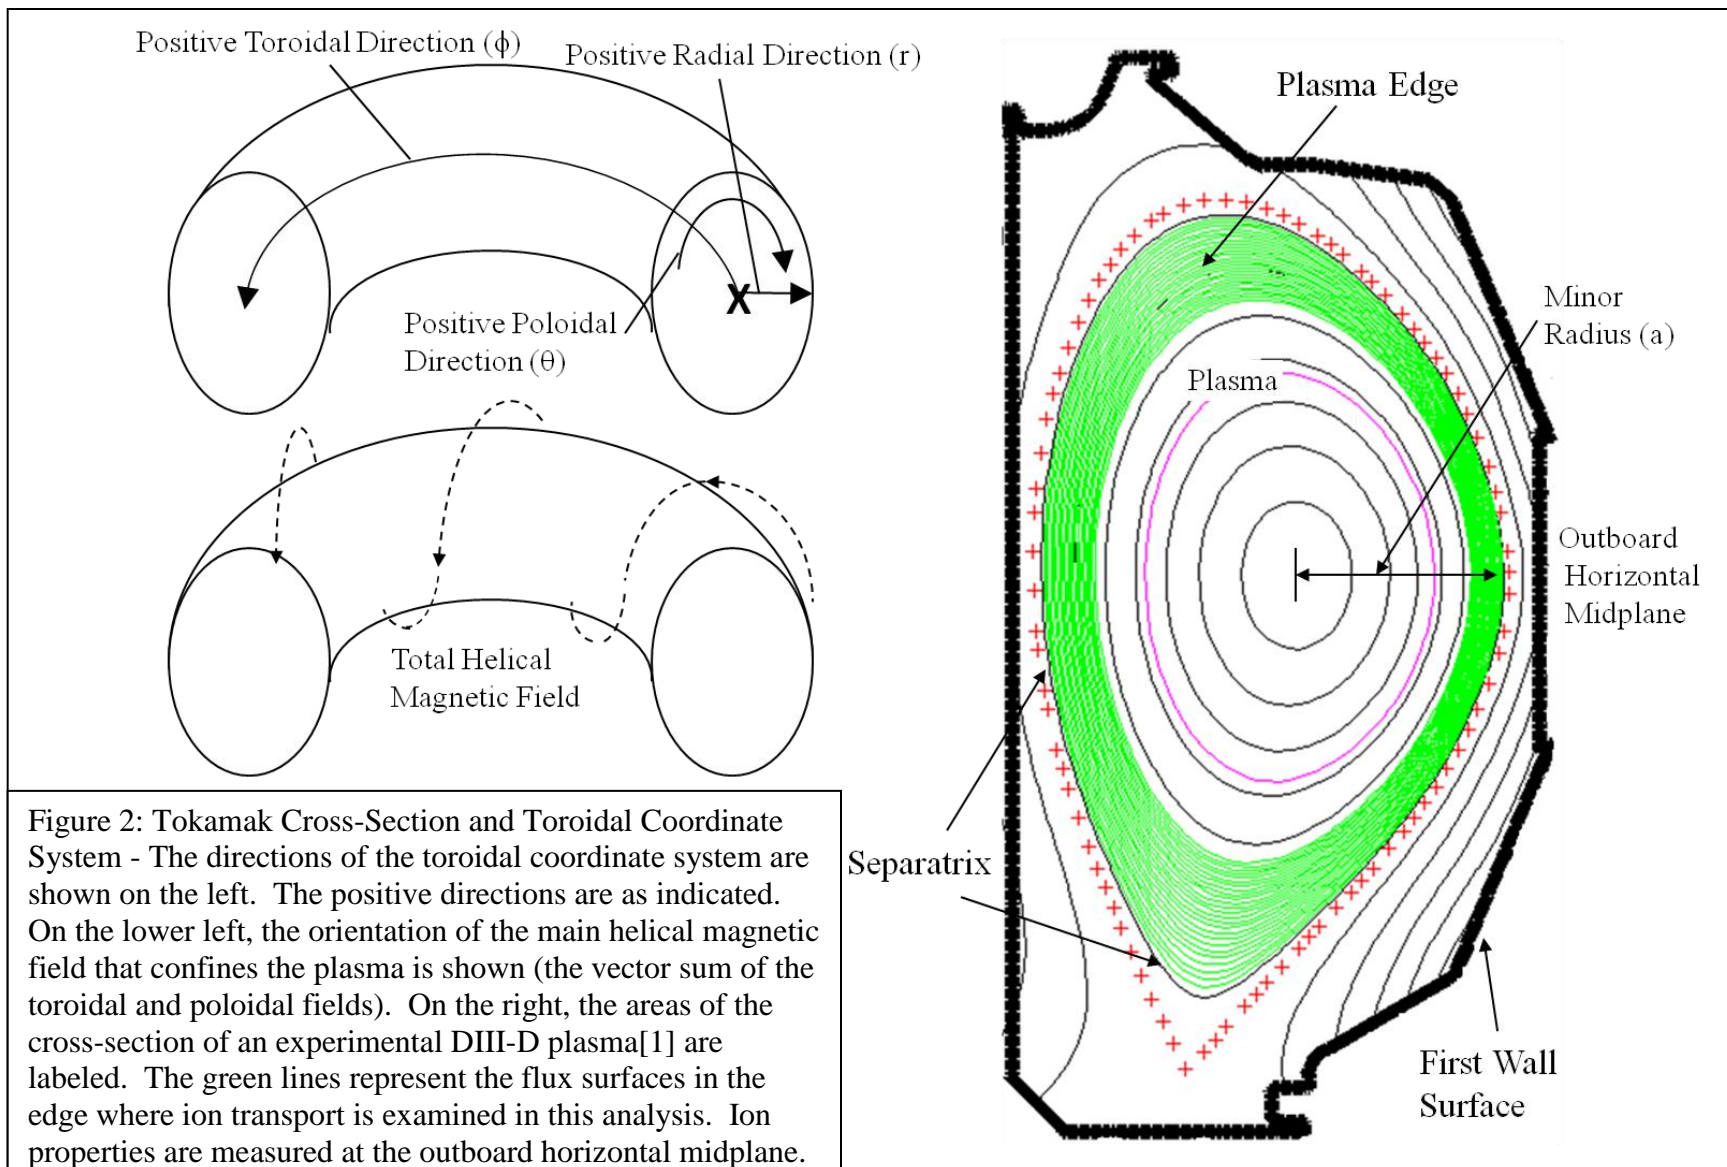 Positive Toroidal Direction (ϕ)
Positive Radial Direction (r)
X
Positive Poloidal
Direction (θ)
Total Helical
Magnetic Field
Plasma Edge
Minor
Radius (a)
Plasma
Outboard
Horizontal
Midplane
Separatrix
First Wall
Surface
Figure 2: Tokamak Cross-Section and Toroidal Coordinate
System - The directions of the toroidal coordinate system are
shown on the left.  The positive directions are as indicated.
On the lower left, the orientation of the main helical magnetic
field that confines the plasma is shown (the vector sum of the
toroidal and poloidal fields).  On the right, the areas of the
cross-section of an experimental DIII-D plasma[1] are
labeled.  The green lines represent the flux surfaces in the
edge where ion transport is examined in this analysis.  Ion
properties are measured at the outboard horizontal midplane.